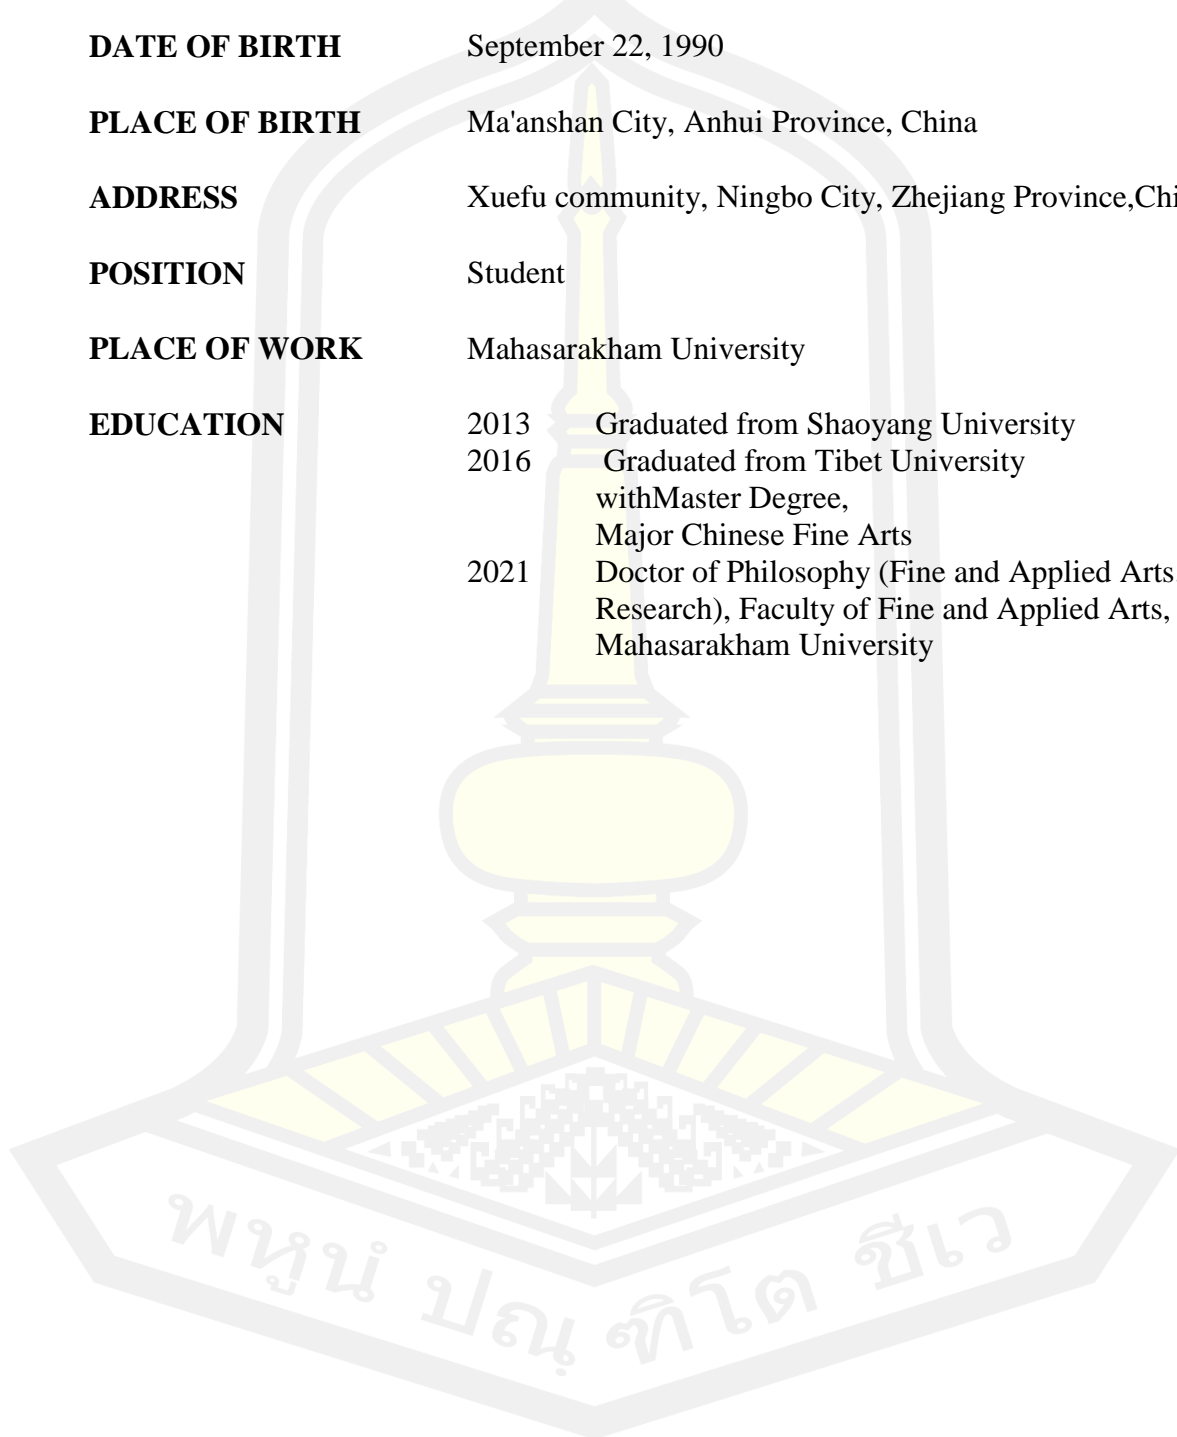 DATE OF BIRTH September 22, 1990
PLACE OF BIRTH Ma'anshan City, Anhui Province, China
ADDRESS Xuefu community, Ningbo City, Zhejiang Province,Chi
POSITION Student
PLACE OF WORK Mahasarakham University
EDUCATION 2013 Graduated from Shaoyang University
2016 Graduated from Tibet University
withMaster Degree,
Major Chinese Fine Arts
2021 Doctor of Philosophy (Fine and Applied Arts
Research), Faculty of Fine and Applied Arts,
Mahasarakham University
พหูนํ ปณฺฑิโต ชีเว